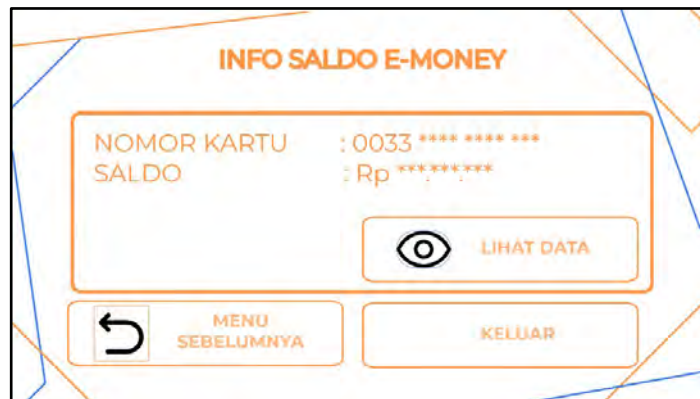 INFO SALDO E-MONEY
NOMOR KARTU : 0033 **** **** ***
SALDO : Rp ***.***.***
LIHAT DATA
MENU
SEBELUMNYA
KELUAR